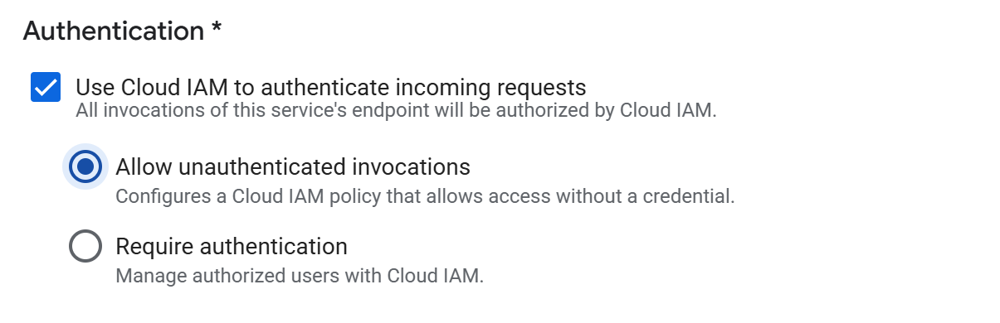 Authentication *
Use Cloud IAM to authenticate incoming requests
All invocations of this service's endpoint will be authorized by Cloud IAM.
Allow unauthenticated invocations
Configures a Cloud IAM policy that allows access without a credential.
Require authentication
Manage authorized users with Cloud IAM.